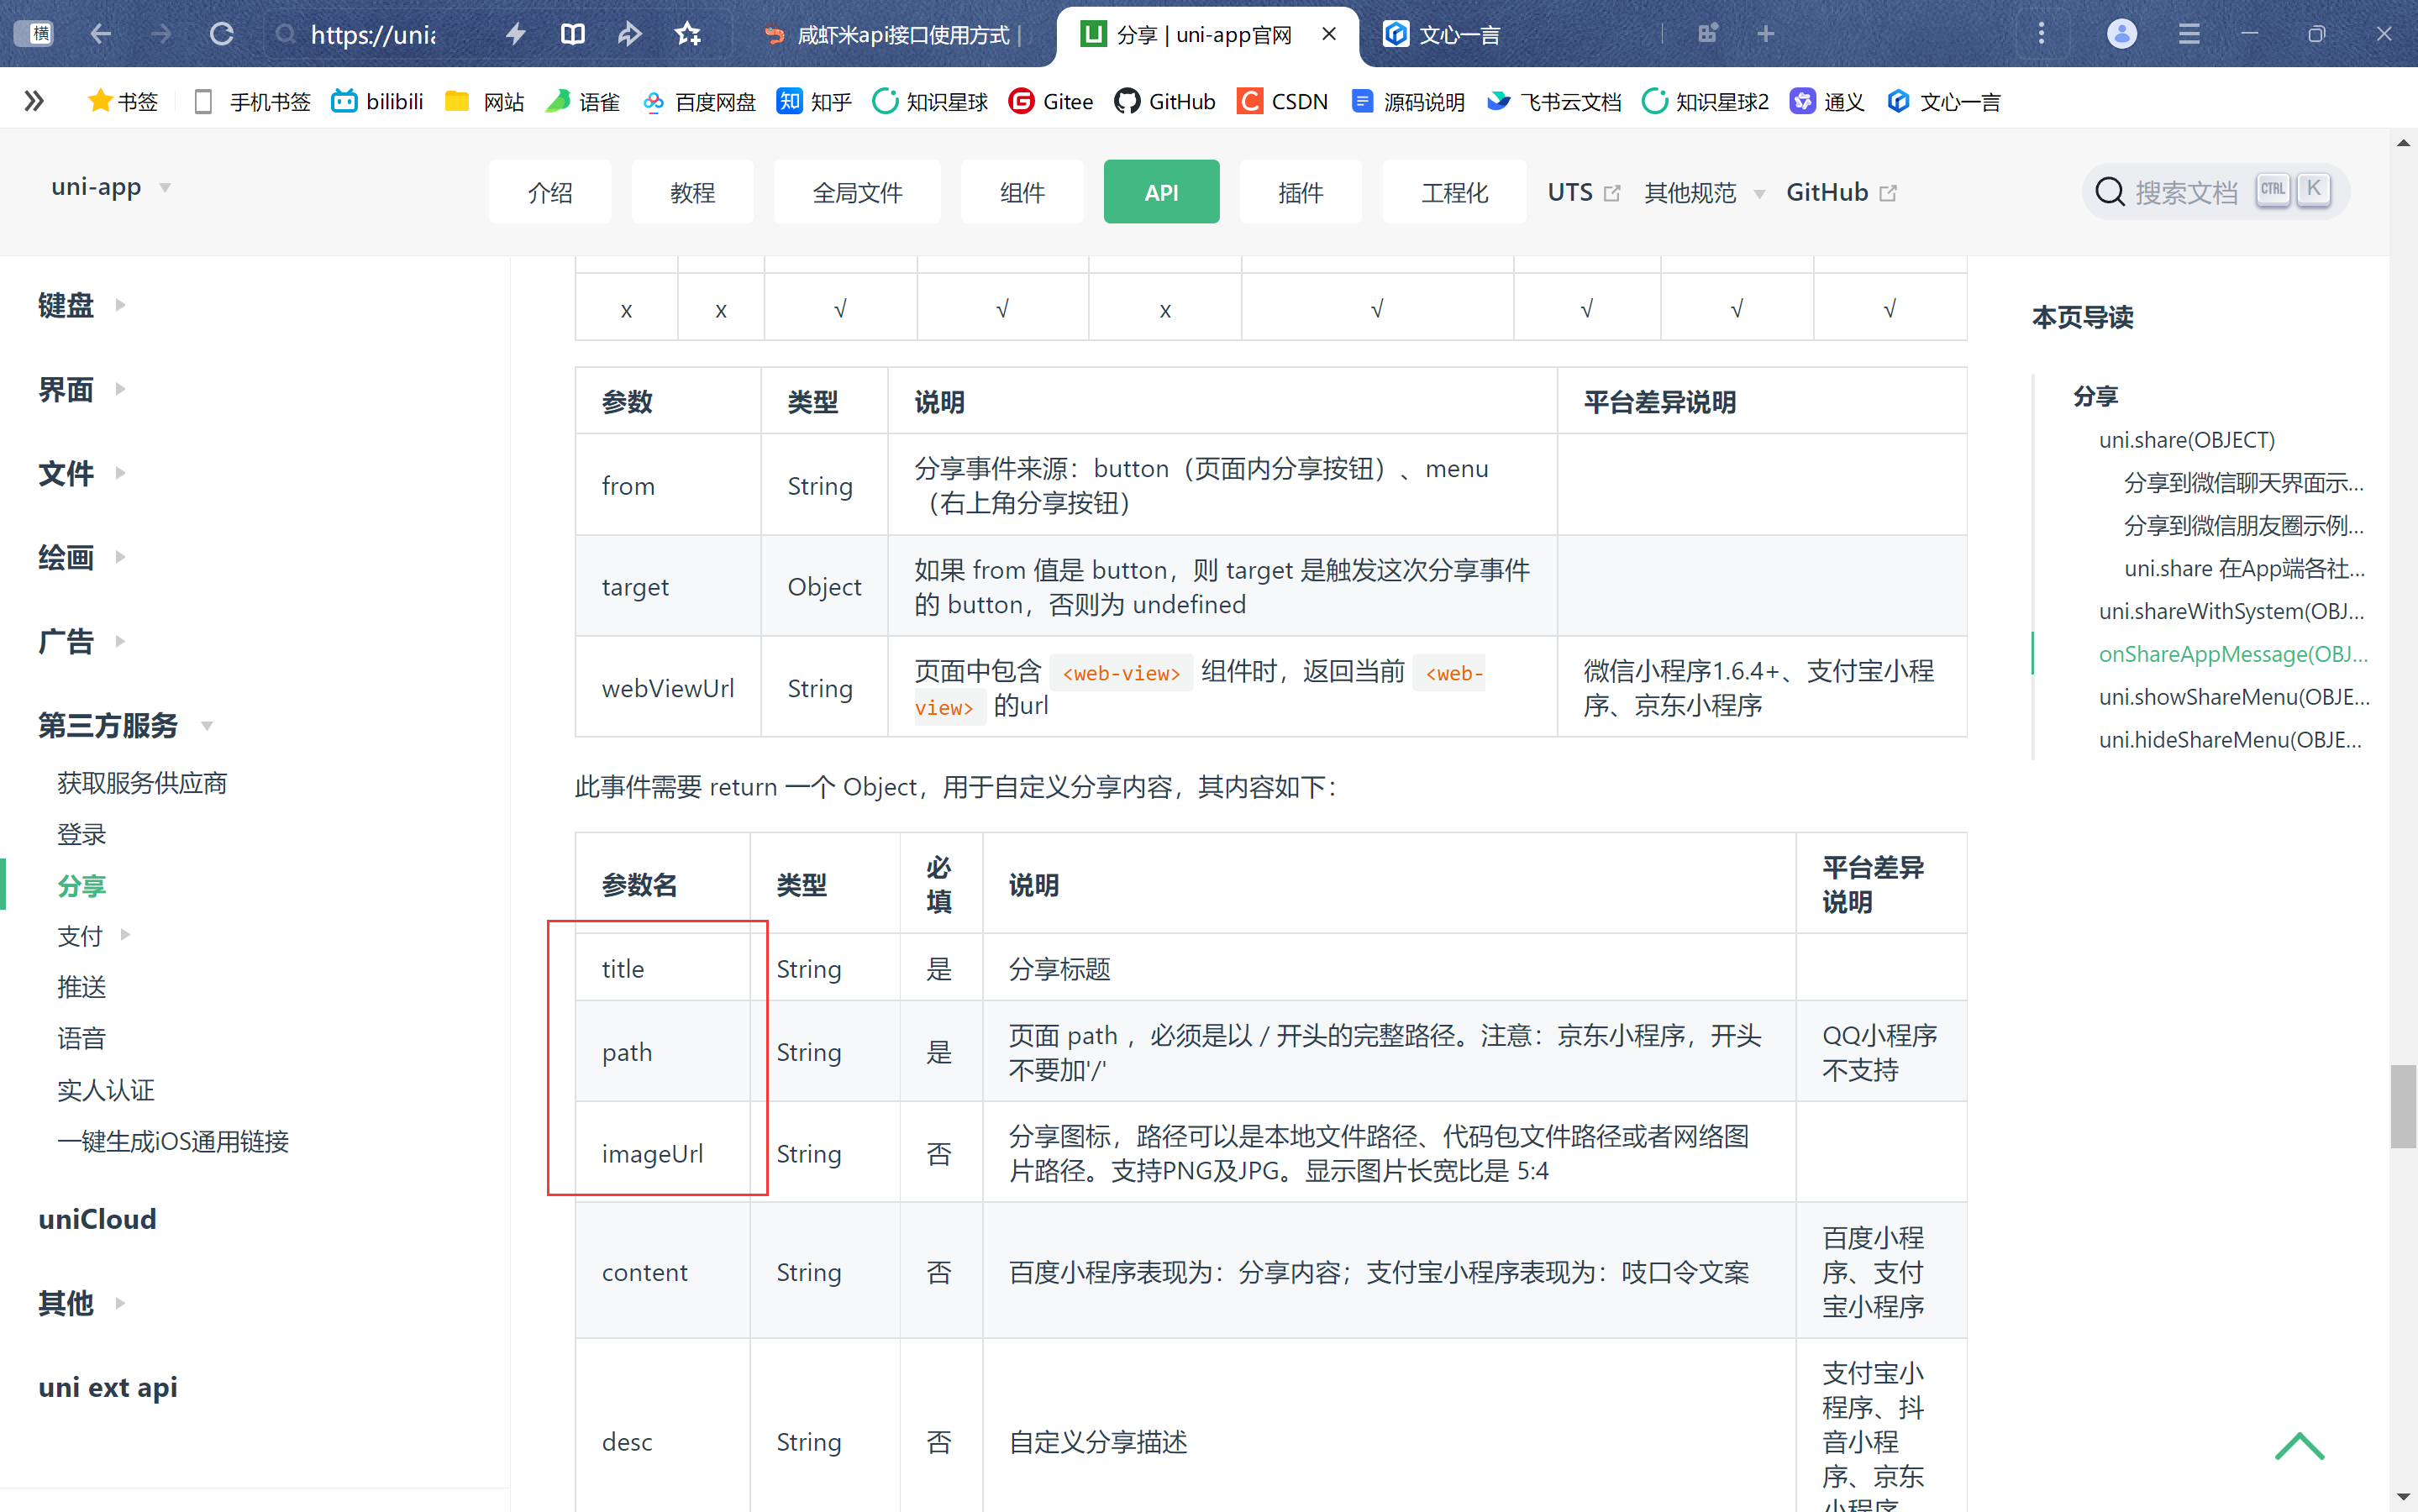 横
https://unia
咸虾米api接口使用方式 |
分享 | uni-app官网
文心一言
书签
手机书签
bilibili
网站
语雀
百度网盘
知
知乎
知识星球
Gitee
GitHub
CSDN
源码说明
飞书云文档
知识星球2
通义
文心一言
uni-app
介绍
教程
全局文件
组件
API
插件
工程化
UTS
其他规范
GitHub
搜索文档
CTRL
K
键盘
界面
文件
绘画
广告
第三方服务
获取服务供应商
登录
分享
支付
推送
语音
实人认证
一键生成iOS通用链接
uniCloud
其他
uni ext api
x x √ √ x √ √ √ √
参数 类型 说明 平台差异说明
from String 分享事件来源：button（页面内分享按钮）、menu
（右上角分享按钮）
target Object 如果 from 值是 button，则 target 是触发这次分享事件
的 button，否则为 undefined
webViewUrl String 页面中包含 <web-view> 组件时，返回当前 <web-
view> 的url
微信小程序1.6.4+、支付宝小程
序、京东小程序
此事件需要 return 一个 Object，用于自定义分享内容，其内容如下：
参数名 类型 必
填
说明
平台差异
说明
title String 是 分享标题
path String 是 页面 path ，必须是以 / 开头的完整路径。注意：京东小程序，开头
不要加'/'
QQ小程序
不支持
imageUrl String 否 分享图标，路径可以是本地文件路径、代码包文件路径或者网络图
片路径。支持PNG及JPG。显示图片长宽比是 5:4
content String 否 百度小程序表现为：分享内容；支付宝小程序表现为：吱口令文案
百度小程
序、支付
宝小程序
desc String 否 自定义分享描述
支付宝小
程序、抖
音小程
序、京东
小程序
本页导读
分享
uni.share(OBJECT)
分享到微信聊天界面示...
分享到微信朋友圈示例...
uni.share 在App端各社...
uni.shareWithSystem(OBJ...
onShareAppMessage(OBJ...
uni.showShareMenu(OBJE...
uni.hideShareMenu(OBJE...